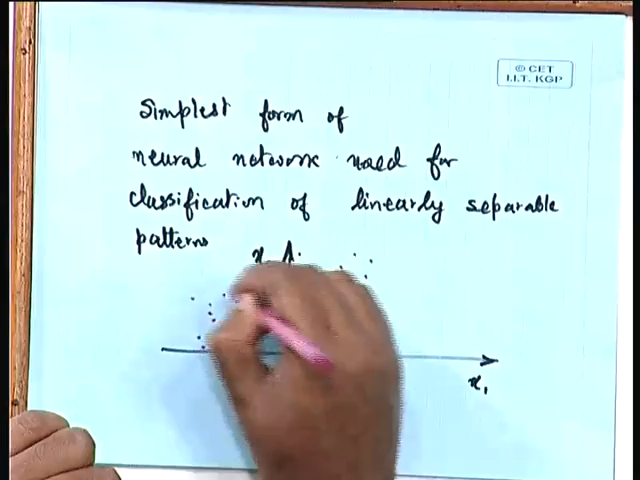 © CET
I.I.T. KGP
Simplest form of
neural network used for
classification of linearly separable
patterns
x
x₁